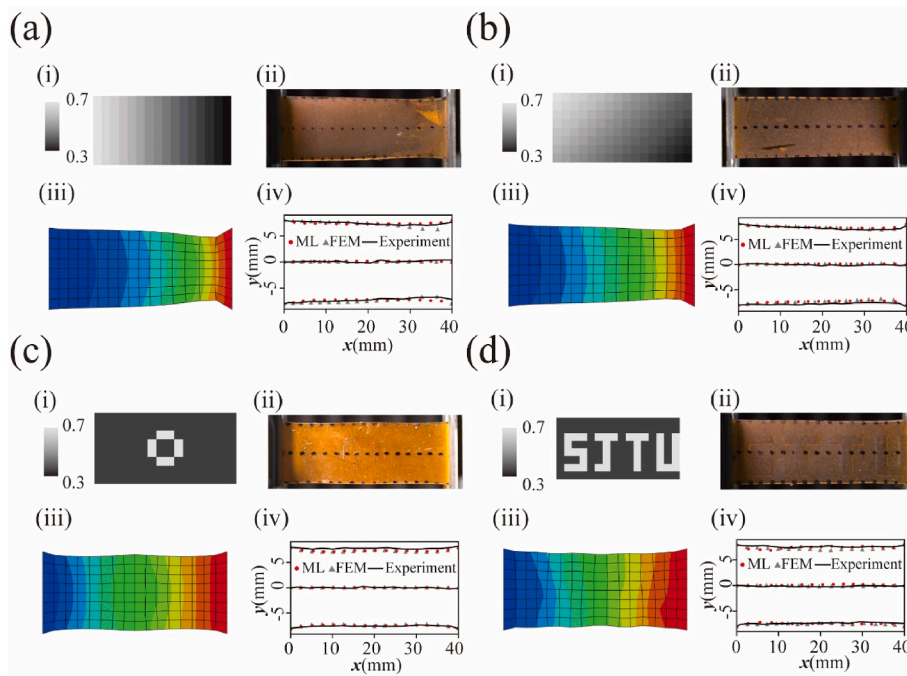 (a)
(i)
0.7
0.3
(ii)
(iii)
(iv)
5
0
-5
y(mm)
ML FEM Experiment
0 10 20 30 40
x(mm)
(b)
(i)
0.7
0.3
(ii)
(iii)
(iv)
5
0
-5
y(mm)
ML FEM Experiment
0 10 20 30 40
x(mm)
(c)
(i)
0.7
0.3
(ii)
(iii)
(iv)
5
0
-5
y(mm)
ML FEM Experiment
0 10 20 30 40
x(mm)
(d)
(i)
0.7
0.3
SJTU
(ii)
(iii)
(iv)
5
0
-5
y(mm)
ML FEM Experiment
0 10 20 30 40
x(mm)